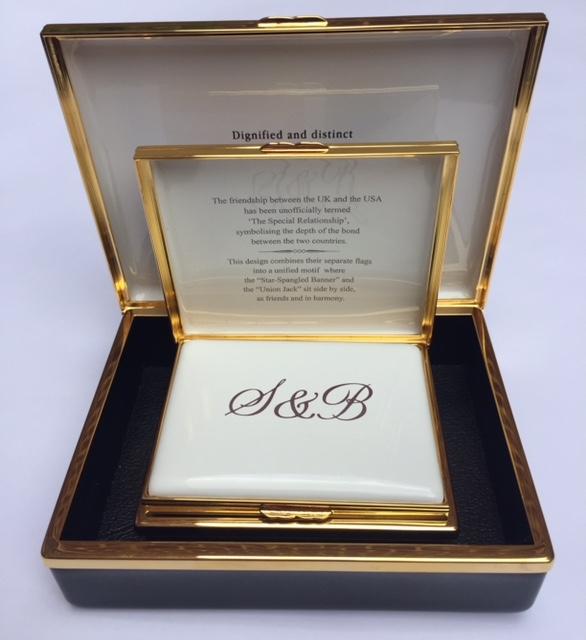 Dignified and distinct
The friendship between the UK and the USA
has been unofficially termed
'The Special Relationship',
symbolising the depth of the bond
between the two countries.
This design combines their separate flags
into a unified motif where
the "Star-Spangled Banner" and
the "Union Jack" sit side by side,
as friends and in harmony.
S&B